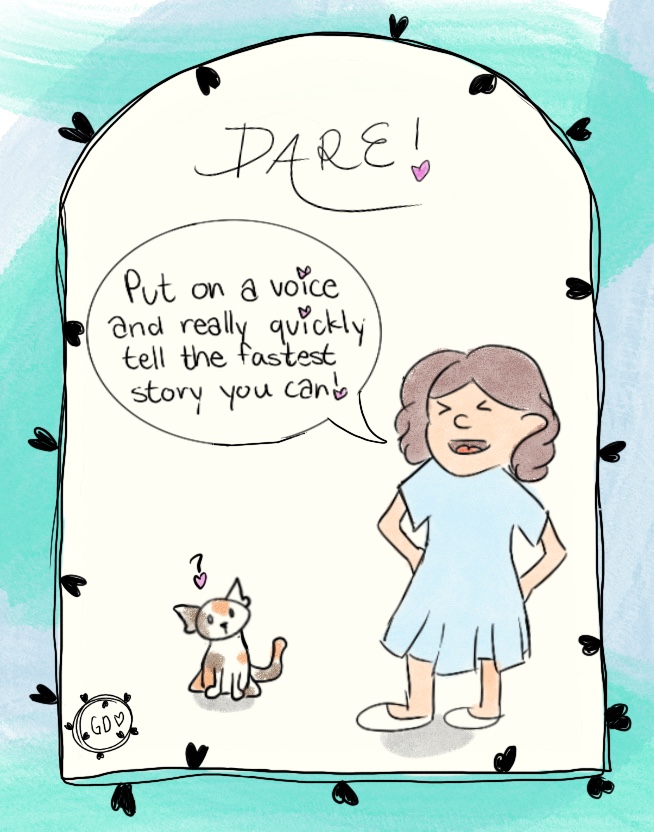 DARE!
Put on a voice
and really quickly
tell the fastest
story you can!
?
GD♡